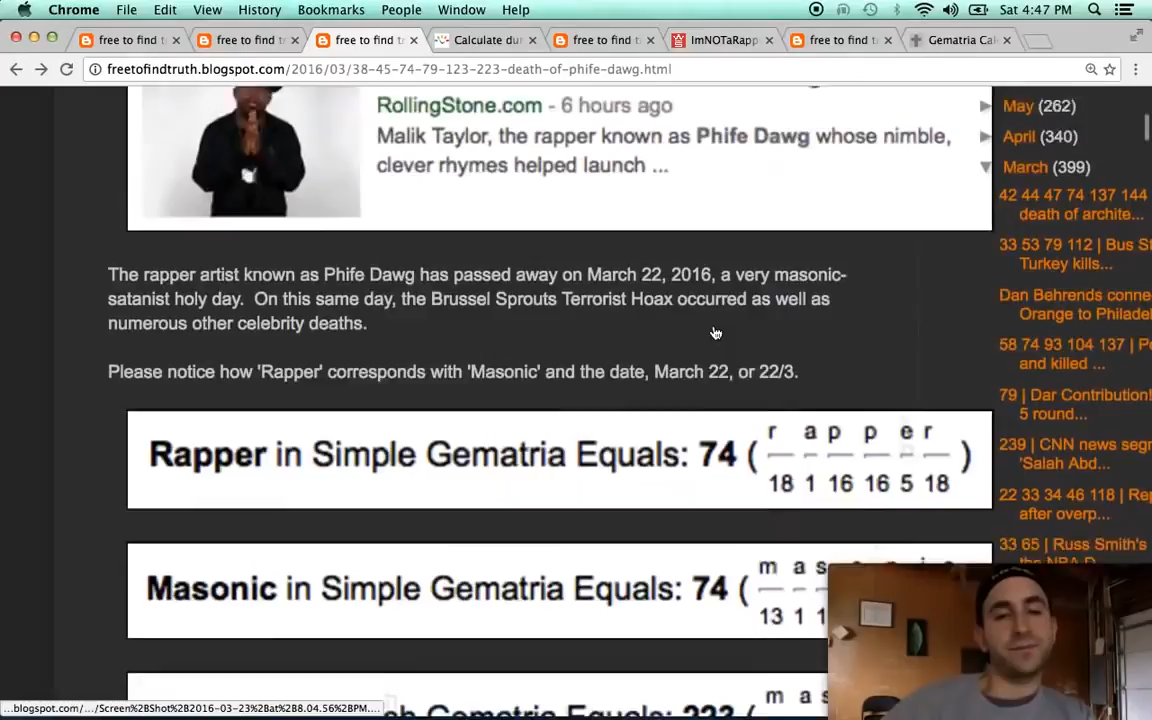 Chrome File Edit View History Bookmarks People Window Help Sat 4:47 PM
free to find t free to find t free to find t Calculate du free to find t ImNOTaRapp free to find t Gematria Cal
freetofindtruth.blogspot.com/2016/03/38-45-74-79-123-223-death-of-phife-dawg.html
RollingStone.com - 6 hours ago
Malik Taylor, the rapper known as Phife Dawg whose nimble,
clever rhymes helped launch ...
The rapper artist known as Phife Dawg has passed away on March 22, 2016, a very masonic-
satanist holy day. On this same day, the Brussel Sprouts Terrorist Hoax occurred as well as
numerous other celebrity deaths.
Please notice how 'Rapper' corresponds with 'Masonic' and the date, March 22, or 22/3.
r a p p e r
Rapper in Simple Gematria Equals: 74 ( )
18 1 16 16 5 18
m a s
Masonic in Simple Gematria Equals: 74 (
13 1 1
m a s
223 (
May (262)
April (340)
March (399)
42 44 47 74 137 144
death of archite...
33 53 79 112 | Bus
Turkey kills...
Dan Behrends conne
Orange to Philade
58 74 93 104 137 |
and killed ...
79 | Dar Contribution!
5 round...
239 | CNN news seg
'Salah Abd...
22 33 34 46 118 |
after overp...
33 65 | Russ Smith's
.blogspot.com/.../Screen%2BShot%2B2016-03-23%2Bat%2B8.04.56%2BPM....